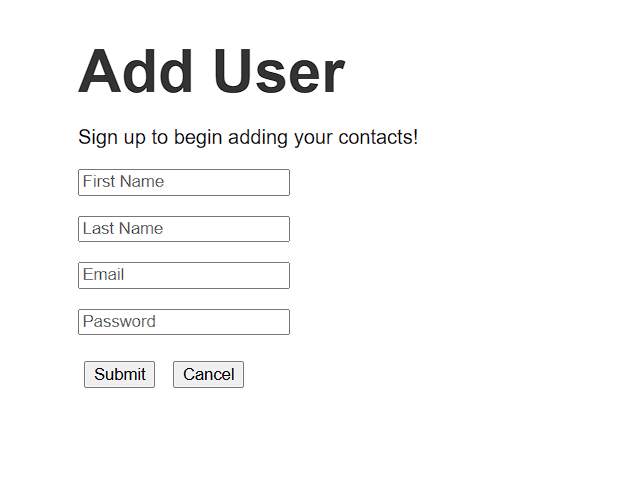 Add User
Sign up to begin adding your contacts!
First Name
Last Name
Email
Password
Submit Cancel